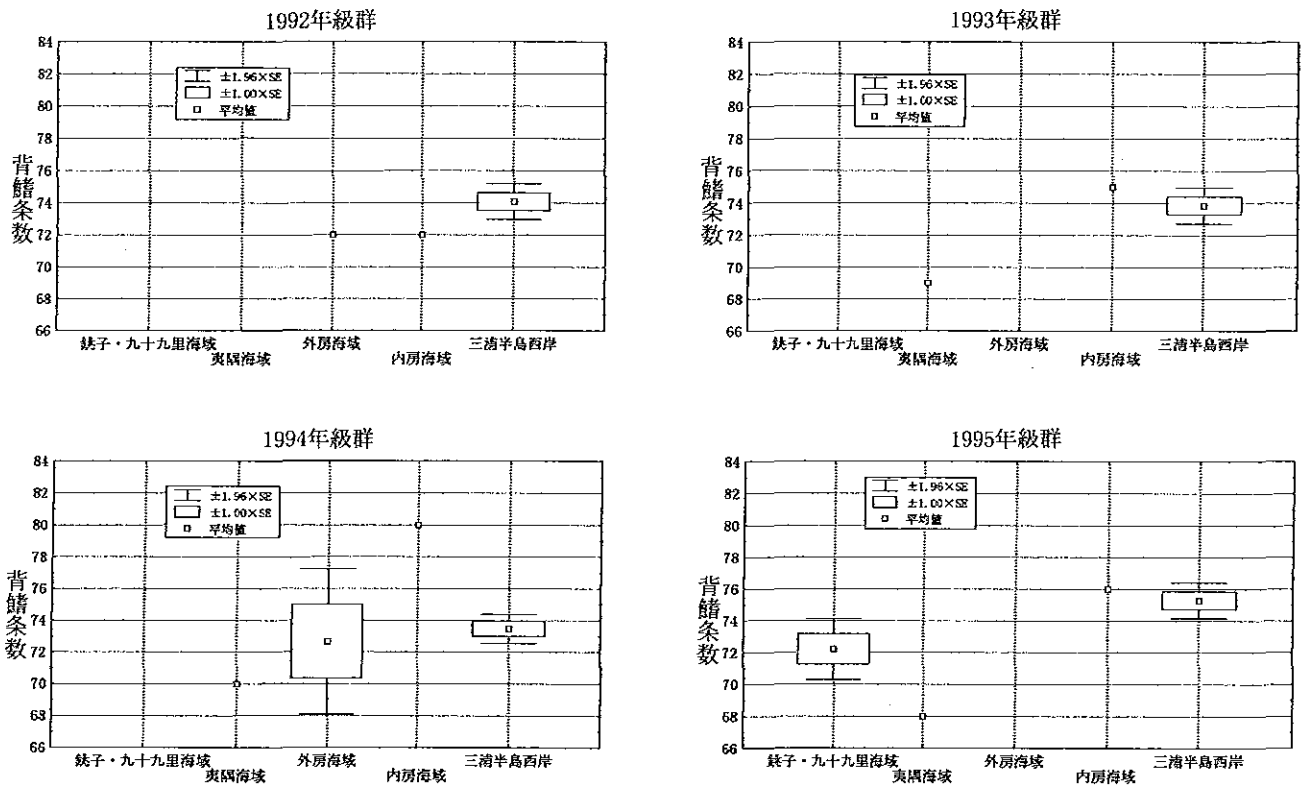 1992年級群
84
82
80
78
76
74
72
70
68
66
背鰭条数
±1.96×SE
±1.00×SE
平均値
銚子・九十九里海域
夷隅海域
外房海域
内房海域
三浦半島西岸
1993年級群
84
82
80
78
76
74
72
70
68
66
背鰭条数
±1.96×SE
±1.00×SE
平均値
銚子・九十九里海域
夷隅海域
外房海域
内房海域
三浦半島西岸
1994年級群
84
82
80
78
76
74
72
70
68
66
背鰭条数
±1.96×SE
±1.00×SE
平均値
銚子・九十九里海域
夷隅海域
外房海域
内房海域
三浦半島西岸
1995年級群
84
82
80
78
76
74
72
70
68
66
背鰭条数
±1.96×SE
±1.00×SE
平均値
銚子・九十九里海域
夷隅海域
外房海域
内房海域
三浦半島西岸